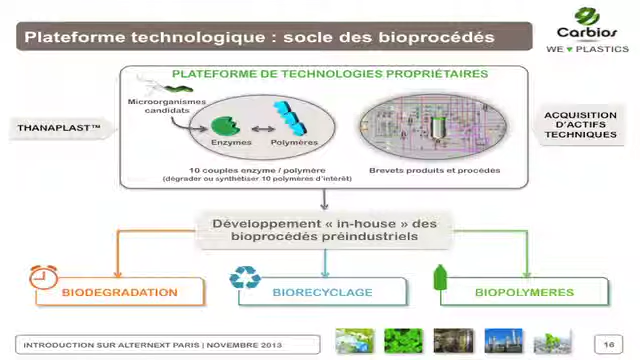 Plateforme technologique : socle des bioprocédés
Carbios
WE ♥ PLASTICS
PLATEFORME DE TECHNOLOGIES PROPRIÉTAIRES
Microorganismes
candidats
Enzymes
Polymères
10 couples enzyme / polymère
(dégrader ou synthétiser 10 polymères d'intérêt)
Brevets produits et procédés
THANAPLAST™
ACQUISITION
D'ACTIFS
TECHNIQUES
Développement « in-house » des
bioprocédés préindustriels
BIODEGRADATION
BIORECYCLAGE
BIOPOLYMERES
INTRODUCTION SUR ALTERNEXT PARIS | NOVEMBRE 2013
16